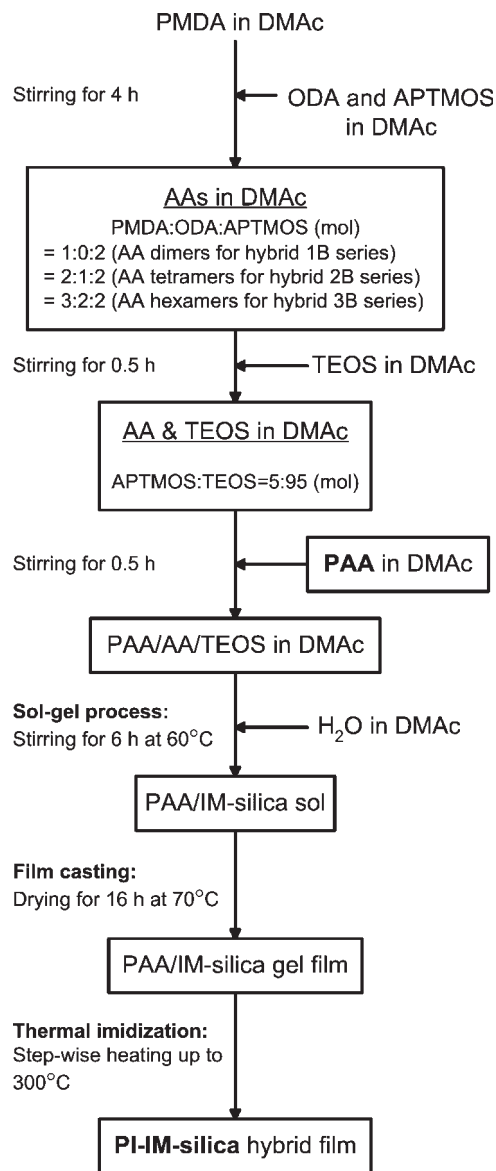 PMDA in DMAc
Stirring for 4 h
ODA and APTMOS
in DMAc
AAs in DMAc
PMDA:ODA:APTMOS (mol)
= 1:0:2 (AA dimers for hybrid 1B series)
= 2:1:2 (AA tetramers for hybrid 2B series)
= 3:2:2 (AA hexamers for hybrid 3B series)
Stirring for 0.5 h
TEOS in DMAc
AA & TEOS in DMAc
APTMOS:TEOS=5:95 (mol)
Stirring for 0.5 h
PAA in DMAc
PAA/AA/TEOS in DMAc
Sol-gel process:
Stirring for 6 h at 60°C
H₂O in DMAc
PAA/IM-silica sol
Film casting:
Drying for 16 h at 70°C
PAA/IM-silica gel film
Thermal imidization:
Step-wise heating up to
300°C
PI-IM-silica hybrid film